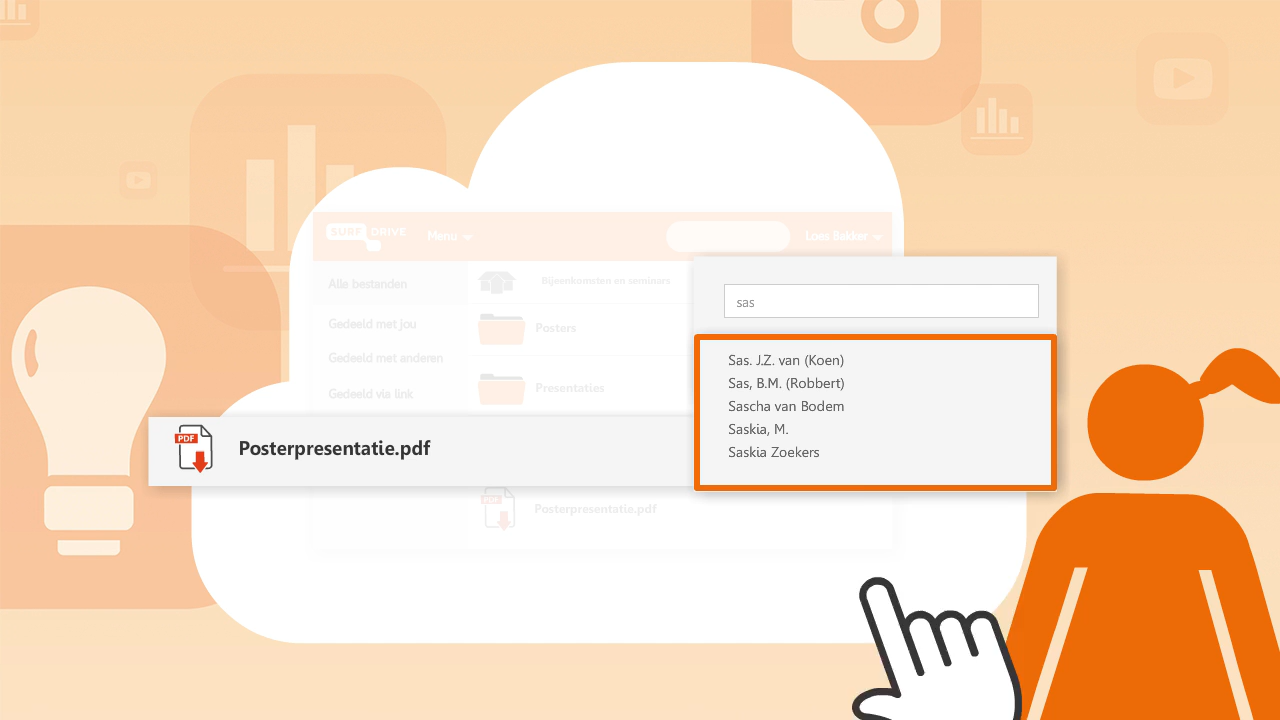 SURF DRIVE
Menu
Loes Bakker
Alle bestanden
Bijeenkomsten en seminars
Gedeeld met jou
Posters
Gedeeld met anderen
Presentaties
Gedeeld via link
sas
Sas. J.Z. van (Koen)
Sas, B.M. (Robbert)
Sascha van Bodem
Saskia, M.
Saskia Zoekers
PDF
Posterpresentatie.pdf
PDF
Posterpresentatie.pdf